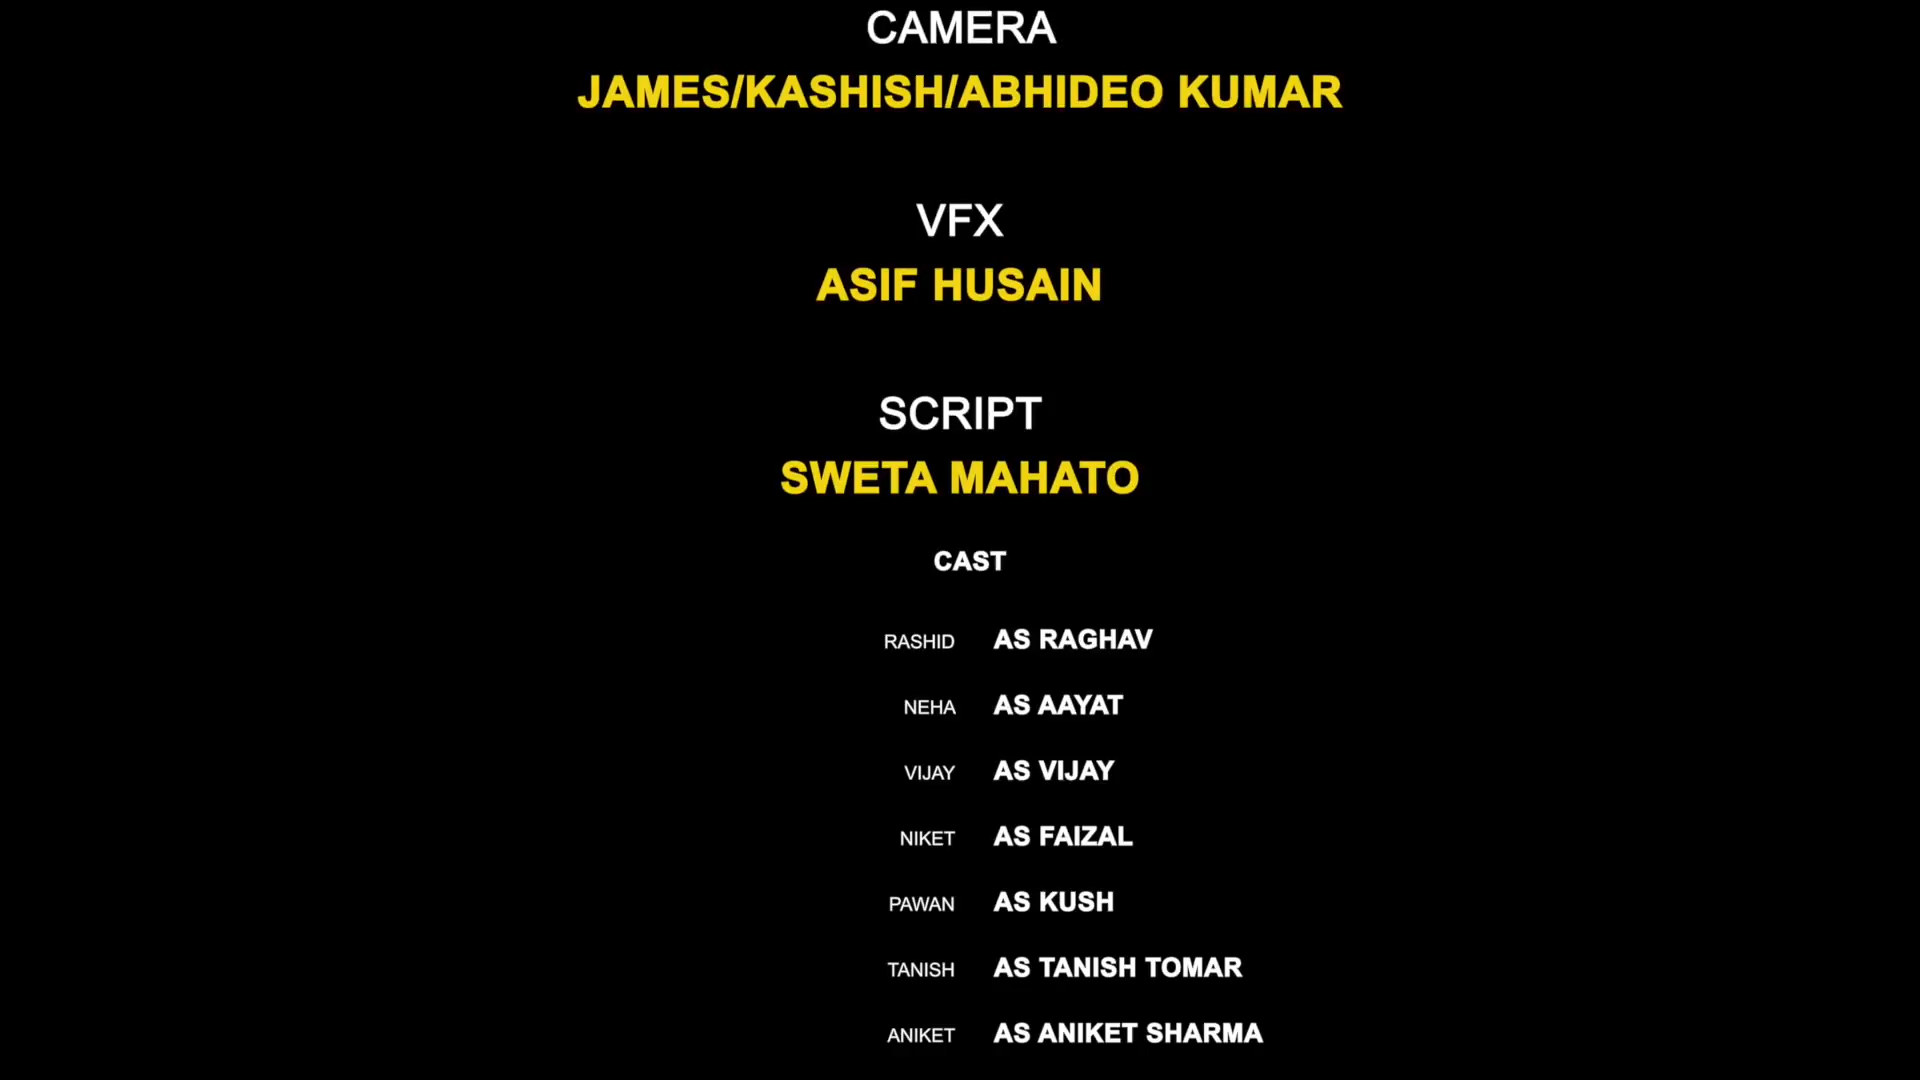 CAMERA
JAMES/KASHISH/ABHIDEO KUMAR
VFX
ASIF HUSAIN
SCRIPT
SWETA MAHATO
CAST
RASHID AS RAGHAV
NEHA AS AAYAT
VIJAY AS VIJAY
NIKET AS FAIZAL
PAWAN AS KUSH
TANISH AS TANISH TOMAR
ANIKET AS ANIKET SHARMA